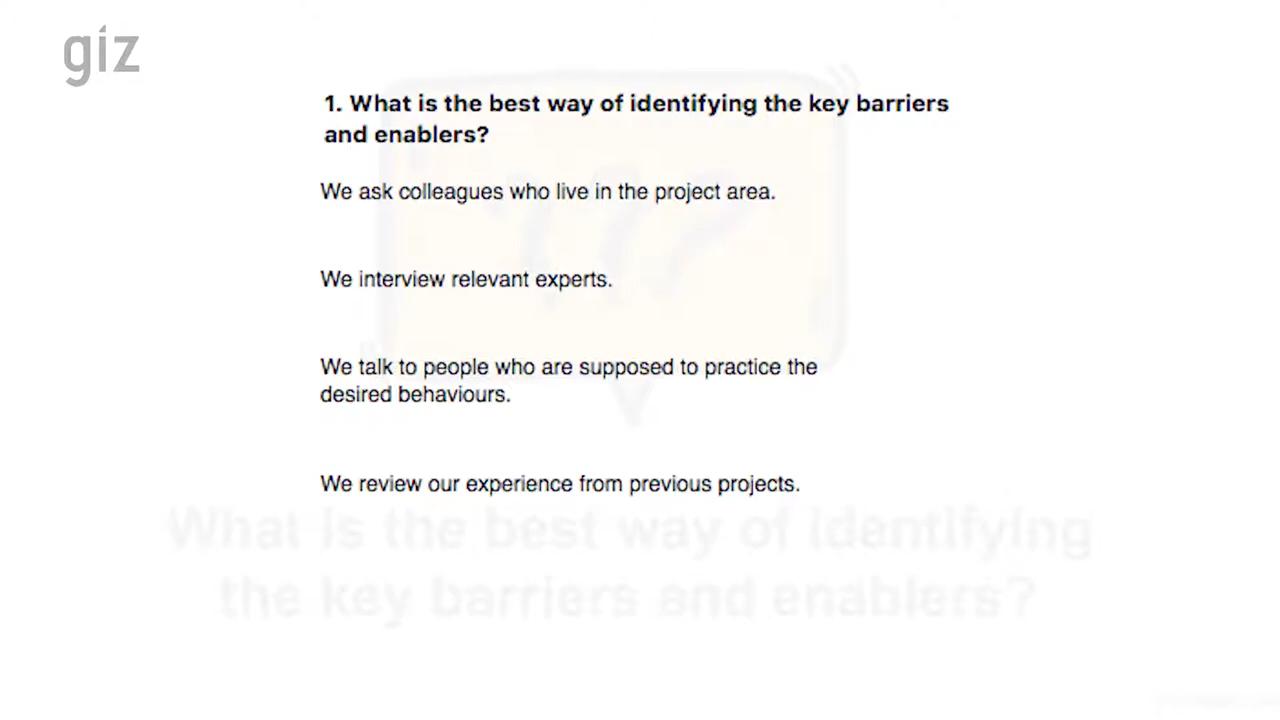 giz
1. What is the best way of identifying the key barriers
and enablers?
We ask colleagues who live in the project area.
We interview relevant experts.
We talk to people who are supposed to practice the
desired behaviours.
We review our experience from previous projects.
What is the best way of identifying
the key barriers and enablers?